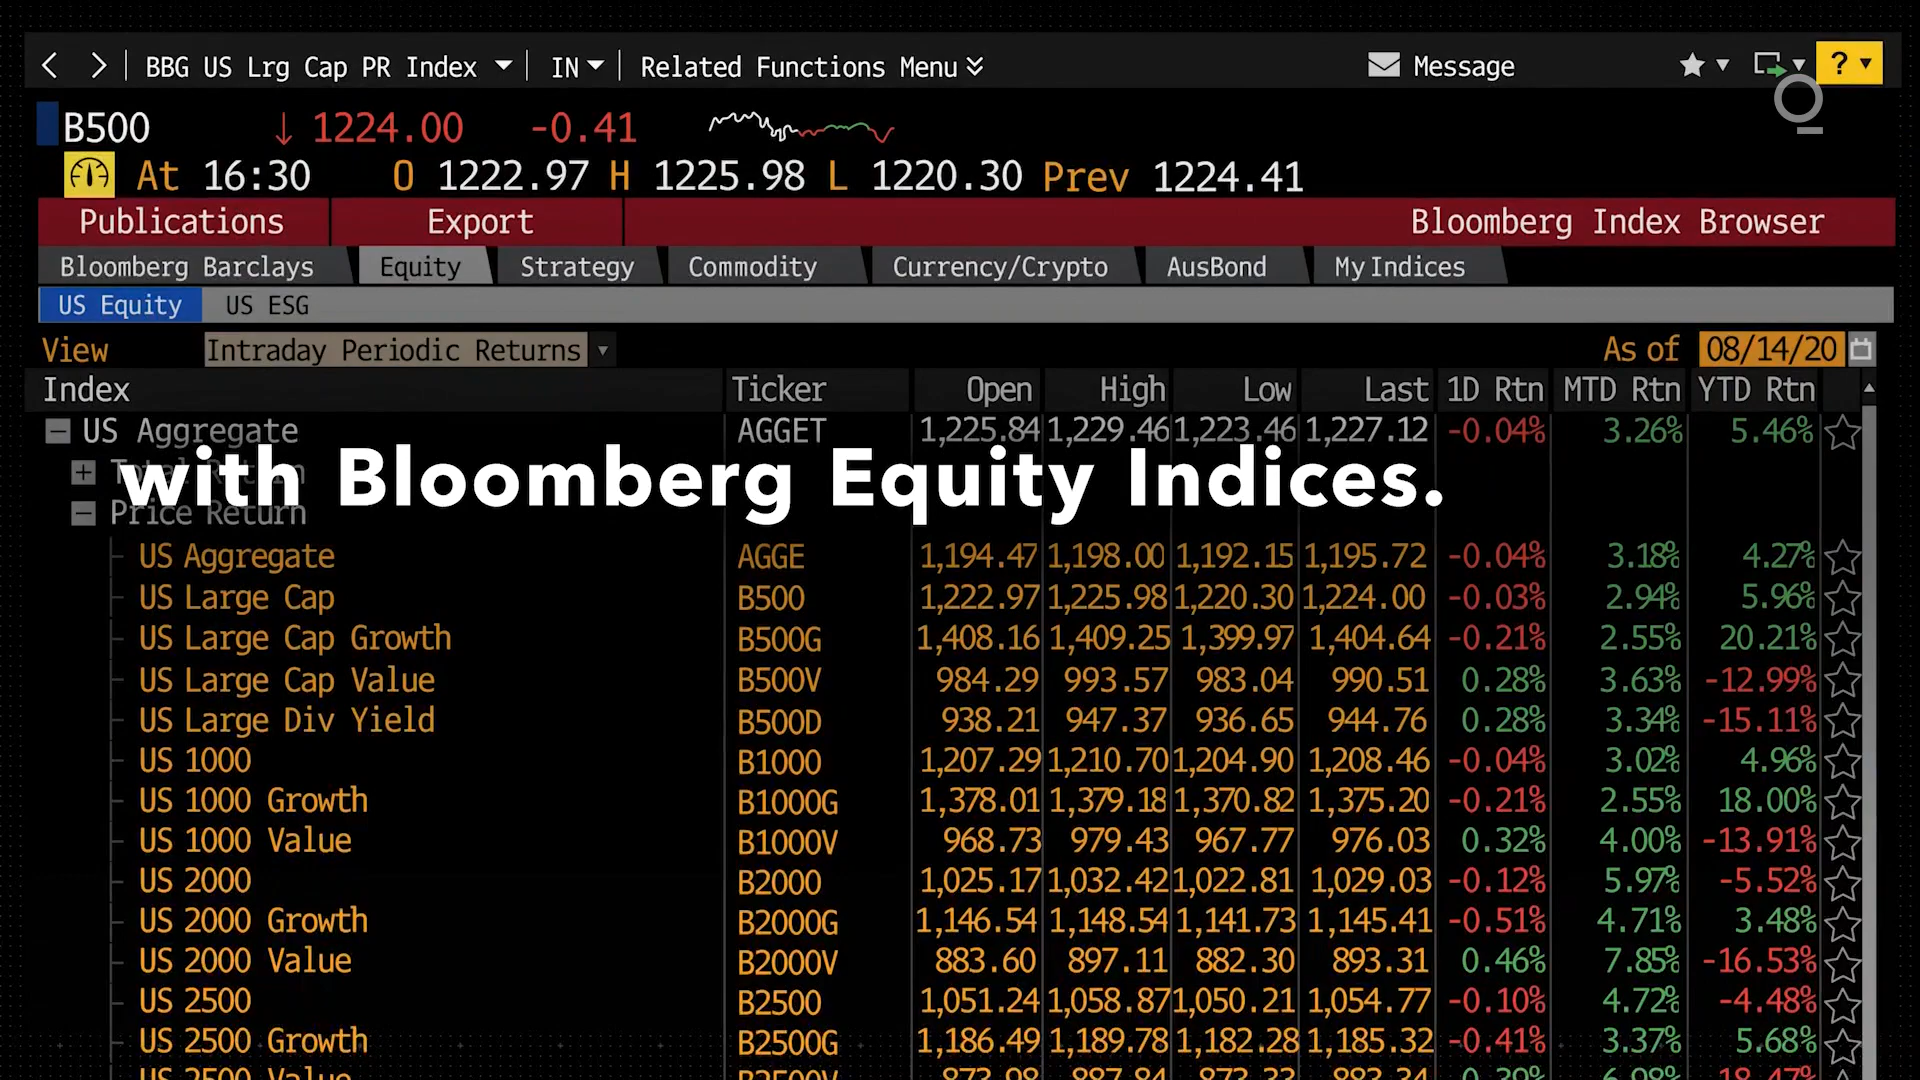 BBG US Lrg Cap PR Index IN Related Functions Menu Message ?
B500 ↓ 1224.00 -0.41
At 16:30 O 1222.97 H 1225.98 L 1220.30 Prev 1224.41
Publications Export Bloomberg Index Browser
Bloomberg Barclays Equity Strategy Commodity Currency/Crypto AusBond My Indices
US Equity US ESG
View Intraday Periodic Returns As of 08/14/20
Index Ticker Open High Low Last 1D Rtn MTD Rtn YTD Rtn
US Aggregate AGGET 1,225.84 1,229.46 1,223.46 1,227.12 -0.04% 3.26% 5.46%
Total Return
with Bloomberg Equity Indices.
Price Return
US Aggregate AGGE 1,194.47 1,198.00 1,192.15 1,195.72 -0.04% 3.18% 4.27%
US Large Cap B500 1,222.97 1,225.98 1,220.30 1,224.00 -0.03% 2.94% 5.96%
US Large Cap Growth B500G 1,408.16 1,409.25 1,399.97 1,404.64 -0.21% 2.55% 20.21%
US Large Cap Value B500V 984.29 993.57 983.04 990.51 0.28% 3.63% -12.99%
US Large Div Yield B500D 938.21 947.37 936.65 944.76 0.28% 3.34% -15.11%
US 1000 B1000 1,207.29 1,210.70 1,204.90 1,208.46 -0.04% 3.02% 4.96%
US 1000 Growth B1000G 1,378.01 1,379.18 1,370.82 1,375.20 -0.21% 2.55% 18.00%
US 1000 Value B1000V 968.73 979.43 967.77 976.03 0.32% 4.00% -13.91%
US 2000 B2000 1,025.17 1,032.42 1,022.81 1,029.03 -0.12% 5.97% -5.52%
US 2000 Growth B2000G 1,146.54 1,148.54 1,141.73 1,145.41 -0.51% 4.71% 3.48%
US 2000 Value B2000V 883.60 897.11 882.30 893.31 0.46% 7.85% -16.53%
US 2500 B2500 1,051.24 1,058.87 1,050.21 1,054.77 -0.10% 4.72% -4.48%
US 2500 Growth B2500G 1,186.49 1,189.78 1,182.28 1,185.32 -0.41% 3.37% 5.68%
US 2500 Value B2500V